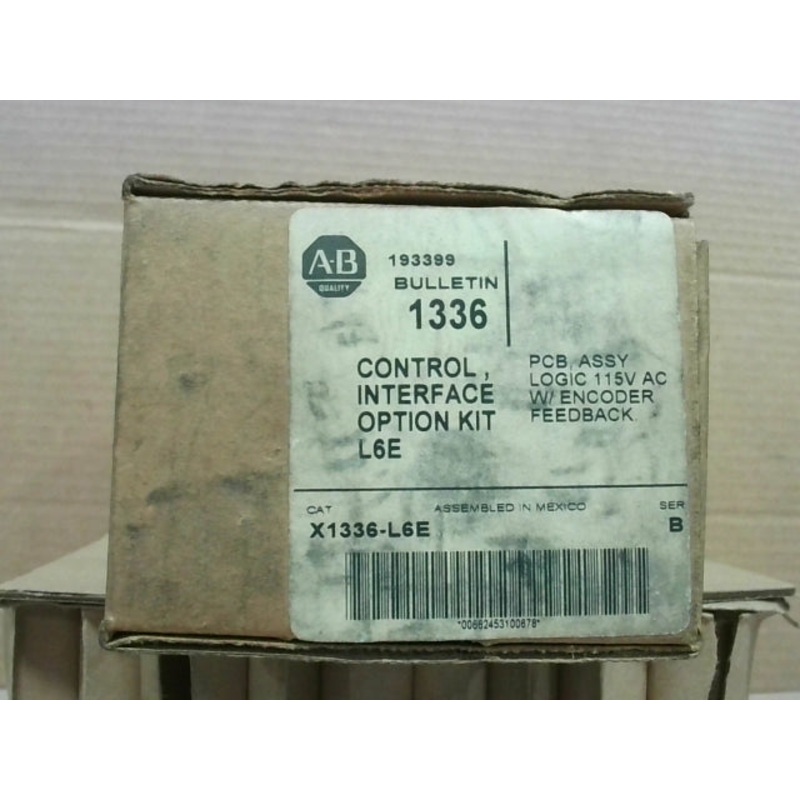 A-B
QUALITY
193399
BULLETIN
1336
CONTROL,
INTERFACE
OPTION KIT
L6E
PCB, ASSY
LOGIC 115V AC
W/ ENCODER
FEEDBACK.
CAT
ASSEMBLED IN MEXICO
SER
X1336-L6E
B
*00662453100678*